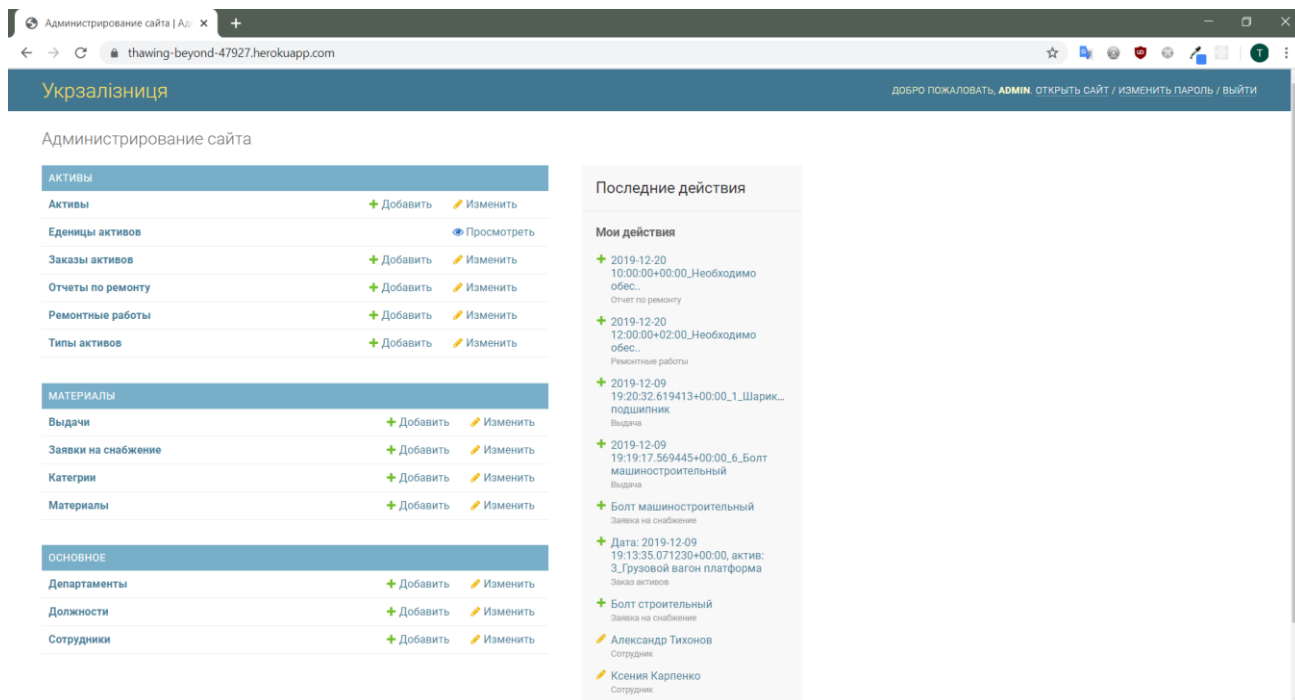 Администрирование сайта | Ад
thawing-beyond-47927.herokuapp.com
T
Укрзалізниця
ДОБРО ПОЖАЛОВАТЬ, ADMIN. ОТКРЫТЬ САЙТ / ИЗМЕНИТЬ ПАРОЛЬ / ВЫЙТИ
Администрирование сайта
АКТИВЫ
Активы Добавить Изменить
Еденицы активов Просмотреть
Заказы активов Добавить Изменить
Отчеты по ремонту Добавить Изменить
Ремонтные работы Добавить Изменить
Типы активов Добавить Изменить
МАТЕРИАЛЫ
Выдачи Добавить Изменить
Заявки на снабжение Добавить Изменить
Категрии Добавить Изменить
Материалы Добавить Изменить
ОСНОВНОЕ
Департаменты Добавить Изменить
Должности Добавить Изменить
Сотрудники Добавить Изменить
Последние действия
Мои действия
2019-12-20
10:00:00+00:00_Необходимо
обес..
Отчет по ремонту
2019-12-20
12:00:00+02:00_Необходимо
обес..
Ремонтные работы
2019-12-09
19:20:32.619413+00:00_1_Шарик...
подшипник
Выдача
2019-12-09
19:19:17.569445+00:00_6_Болт
машиностроительный
Выдача
Болт машиностроительный
Заявка на снабжение
Дата: 2019-12-09
19:13:35.071230+00:00, актив:
3_Грузовой вагон платформа
Заказ активов
Болт строительный
Заявка на снабжение
Александр Тихонов
Сотрудник
Ксения Карпенко
Сотрудник